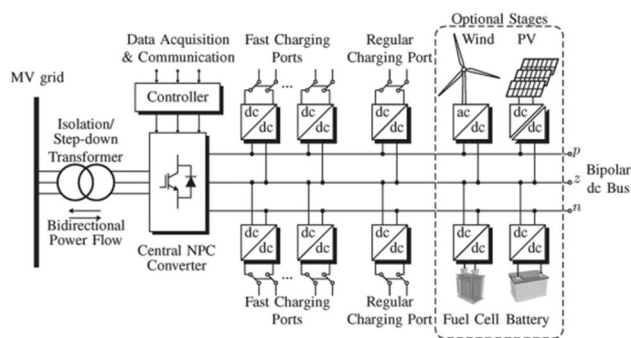 Optional Stages
Data Acquisition
& Communication
Fast Charging
Ports
Regular
Charging Port
Wind
PV
MV grid
Controller
...
dc
dc
dc
dc
dc
dc
ac
dc
dc
dc
Isolation/
Step-down
Transformer
p
z
n
Bipolar
dc Bus
Bidirectional
Power Flow
Central NPC
Converter
dc
dc
dc
dc
dc
dc
dc
dc
dc
dc
...
Fast Charging
Ports
Regular
Charging Port
Fuel Cell
Battery